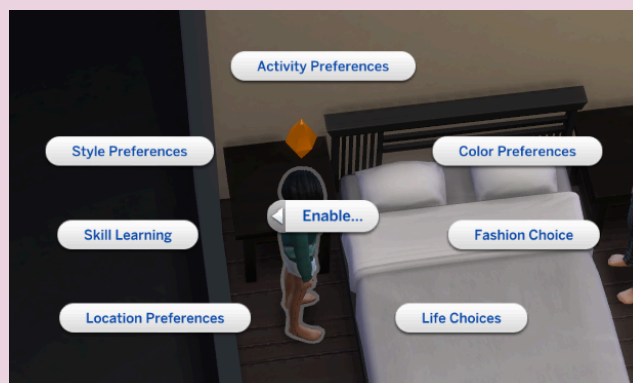 Activity Preferences
Style Preferences
Color Preferences
Enable...
Skill Learning
Fashion Choice
Location Preferences
Life Choices